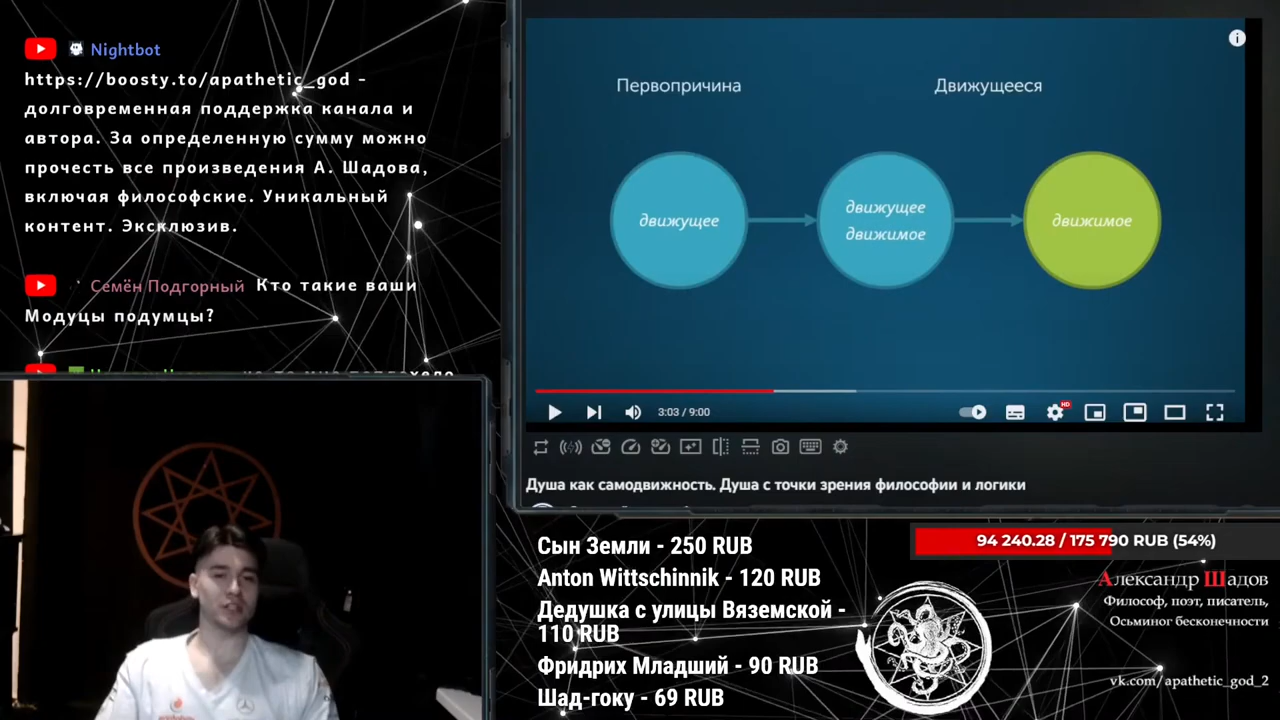 Nightbot
https://boosty.to/apathetic_god -
долговременная поддержка канала и
автора. За определенную сумму можно
прочесть все произведения А. Шадова,
включая философские. Уникальный
контент. Эксклюзив.
Семён Подгорный Кто такие ваши
Модуцы подумцы?
Первопричина
Движущееся
движущее
движущее
движимое
движимое
3:03 / 9:00
HD
Душа как самодвижность. Душа с точки зрения философии и логики
Сын Земли - 250 RUB
Anton Wittschinnik - 120 RUB
Дедушка с улицы Вяземской -
110 RUB
Фридрих Младший - 90 RUB
Шад-гоку - 69 RUB
94 240.28 / 175 790 RUB (54%)
Александр Шадов
Философ, поэт, писатель,
Осьминог бесконечности
vk.com/apathetic_god_2